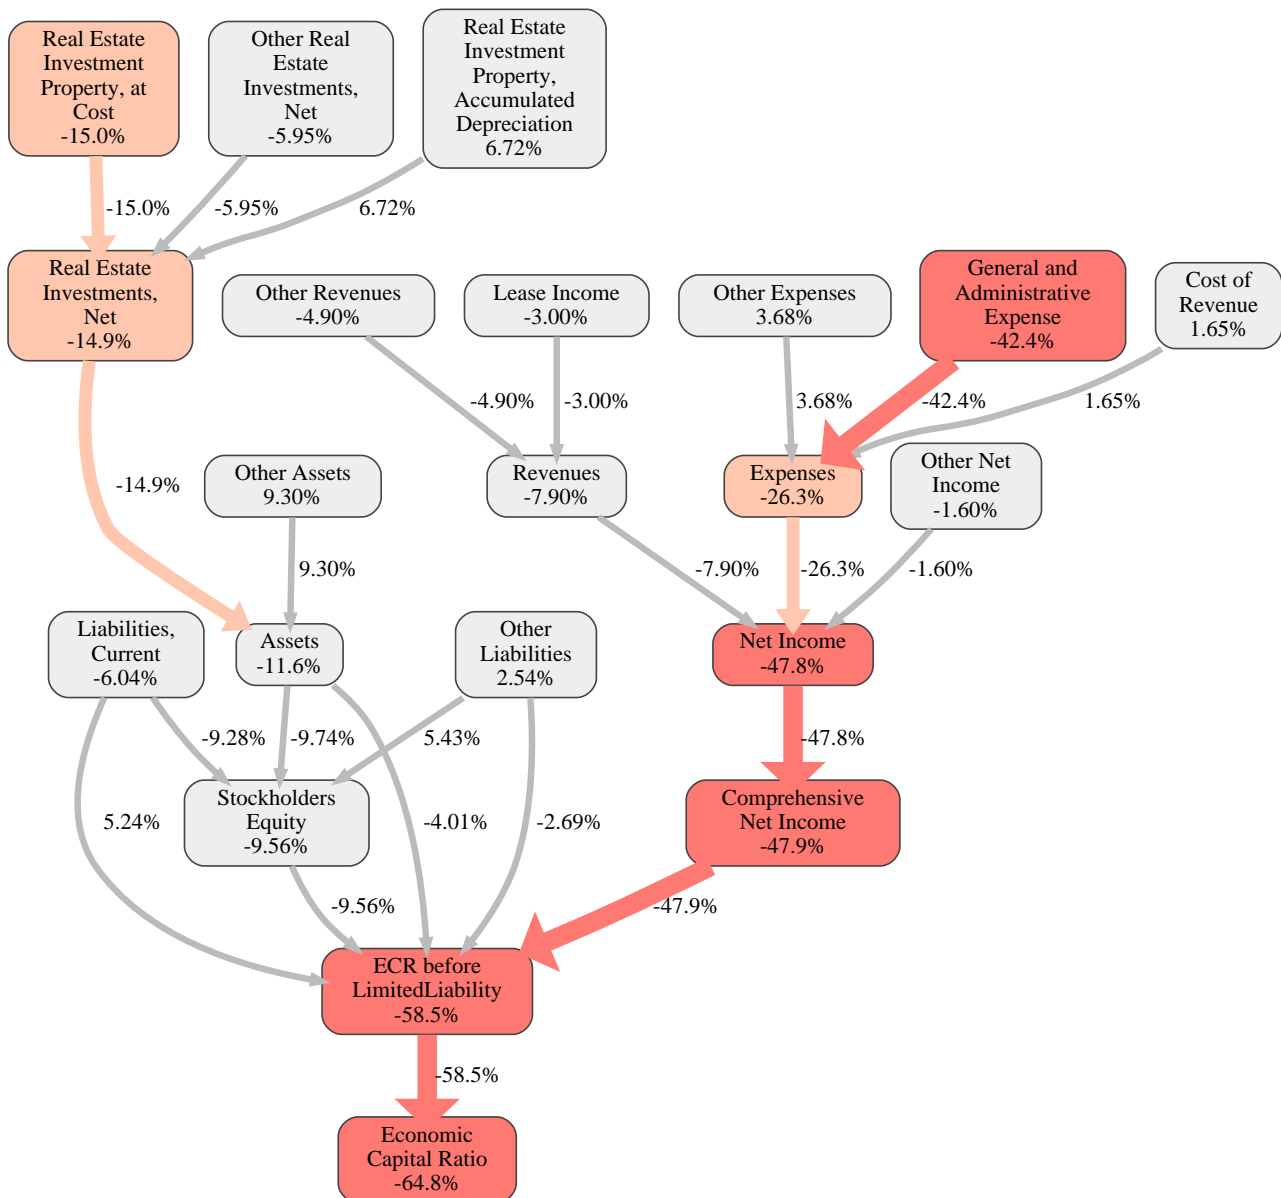 Real Estate
Investment
Property, at
Cost
-15.0%
Other Real
Estate
Investments,
Net
-5.95%
Real Estate
Investment
Property,
Accumulated
Depreciation
6.72%
-15.0%
-5.95%
6.72%
Real Estate
Investments,
Net
-14.9%
Other Revenues
-4.90%
Lease Income
-3.00%
Other Expenses
3.68%
General and
Administrative
Expense
-42.4%
Cost of
Revenue
1.65%
-4.90%
-3.00%
3.68%
-42.4%
1.65%
-14.9%
Other Assets
9.30%
Revenues
-7.90%
Expenses
-26.3%
Other Net
Income
-1.60%
9.30%
-7.90%
-26.3%
-1.60%
Liabilities,
Current
-6.04%
Assets
-11.6%
Other
Liabilities
2.54%
Net Income
-47.8%
-9.28%
-9.74%
5.43%
-47.8%
5.24%
Stockholders
Equity
-9.56%
-4.01%
-2.69%
Comprehensive
Net Income
-47.9%
-9.56%
-47.9%
ECR before
LimitedLiability
-58.5%
-58.5%
Economic
Capital Ratio
-64.8%